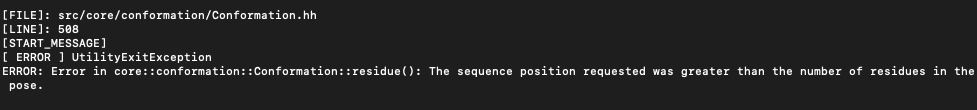 [FILE]: src/core/conformation/Conformation.hh
[LINE]: 508
[START_MESSAGE]
[ ERROR ] UtilityExitException
ERROR: Error in core::conformation::Conformation::residue(): The sequence position requested was greater than the number of residues in the
pose.